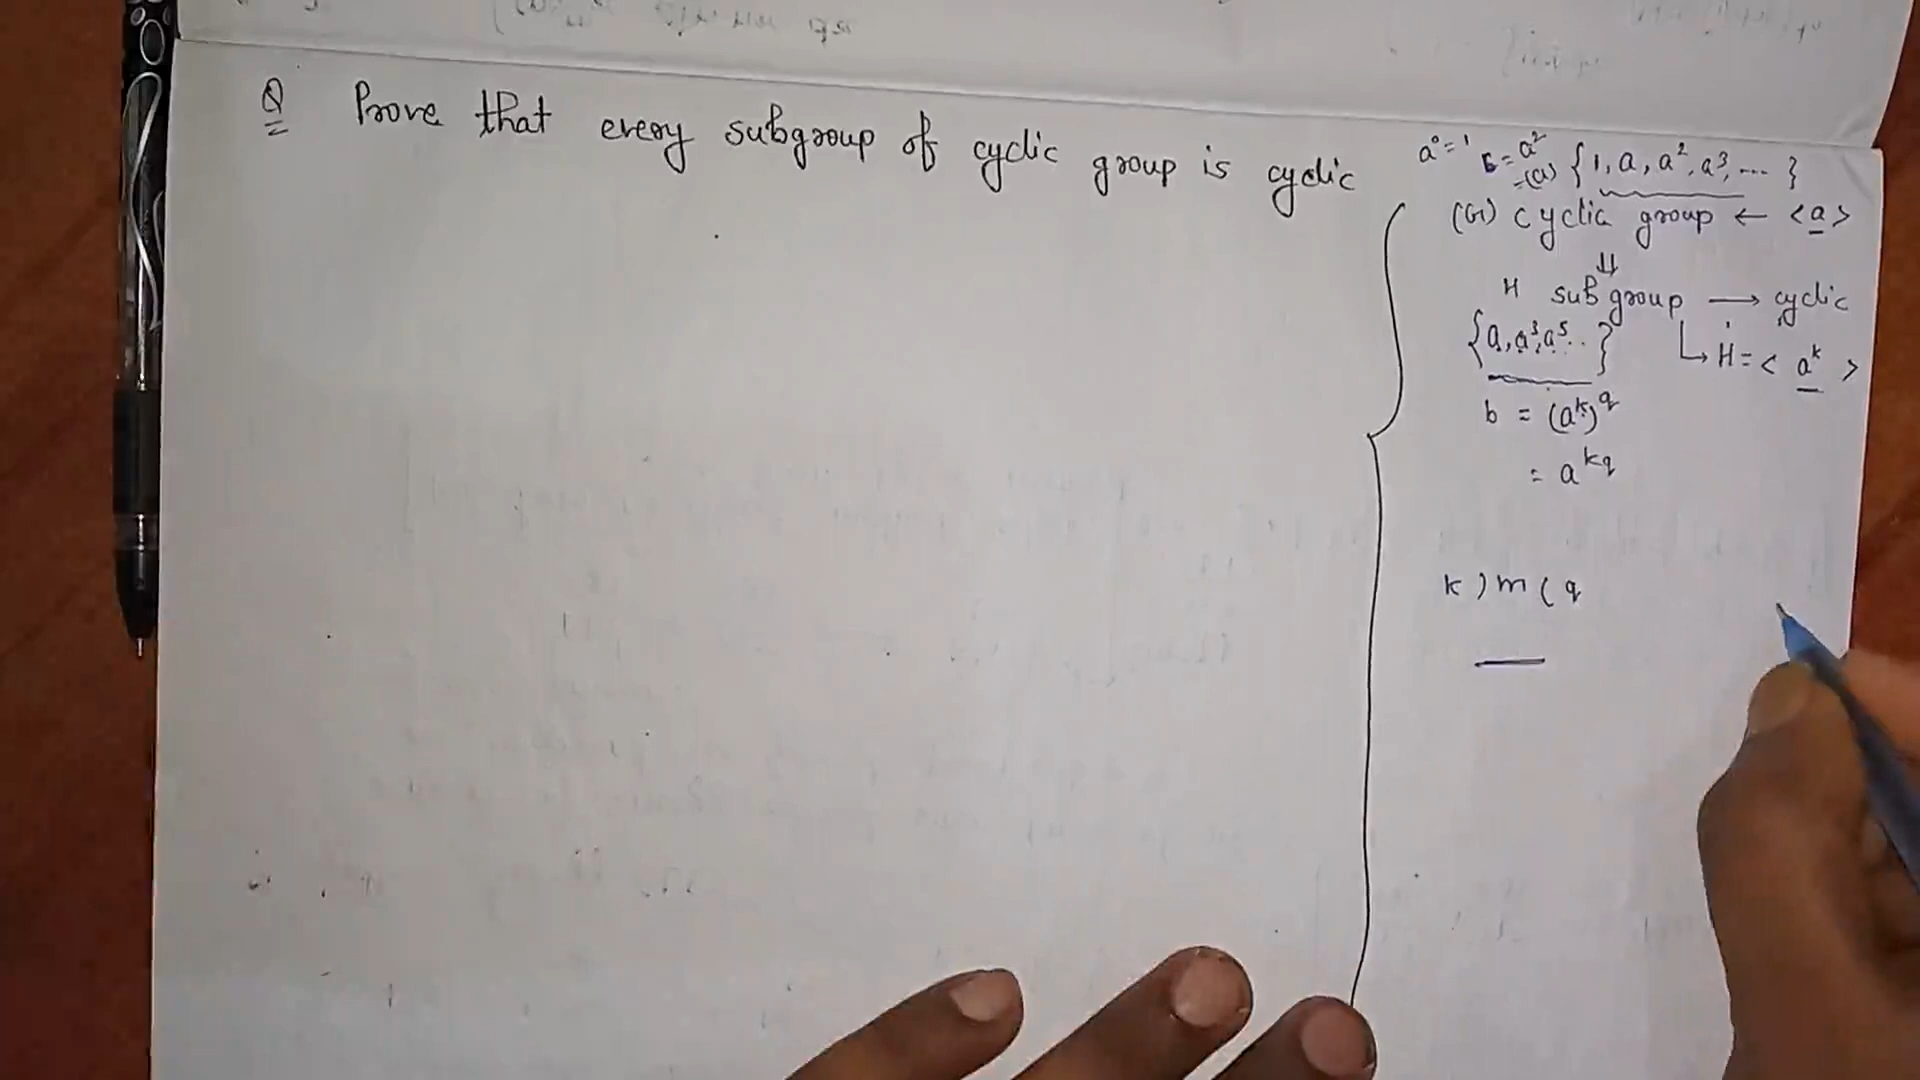 Q Prove that every subgroup of cyclic group is cyclic
a⁰ = 1 b = a² {1, a, a², a³, ... }
= (a)
(G) cyclic group ← <a>
⇓
H subgroup → cyclic
{a, a³, a⁵ .. } ↳ H = < aᵏ >
b = (aᵏ)^q
= a^kq
k ) m ( q